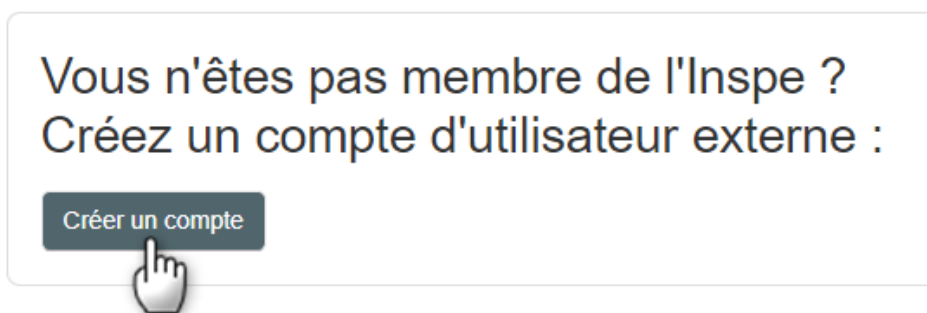 Vous n'êtes pas membre de l'Inspe ?
Créez un compte d'utilisateur externe :
Créer un compte